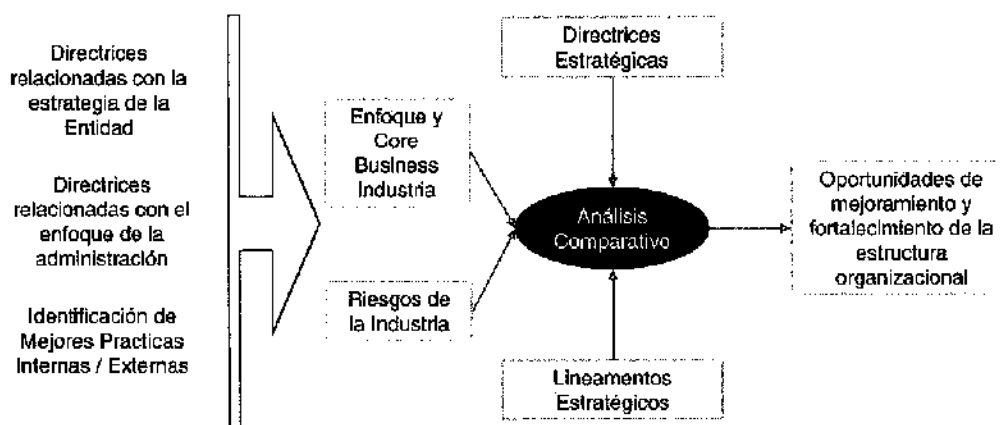 Directrices
relacionadas con la
estrategia de la
Entidad
Directrices
relacionadas con el
enfoque de la
administración
Identificación de
Mejores Practicas
Internas / Externas
Enfoque y
Core
Business
Industria
Riesgos de
la Industria
Directrices
Estratégicas
Análisis
Comparativo
Lineamentos
Estratégicos
Oportunidades de
mejoramiento y
fortalecimiento de la
estructura
organizacional